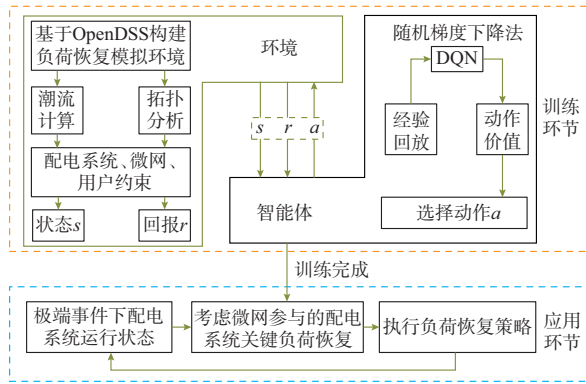 基于OpenDSS构建
负荷恢复模拟环境
环境
随机梯度下降法
DQN
潮流
计算
拓扑
分析
s
r
a
经验
回放
动作
价值
训练
环节
配电系统、微网、
用户约束
智能体
状态s
回报r
选择动作a
训练完成
极端事件下配电
系统运行状态
考虑微网参与的配电
系统关键负荷恢复
执行负荷恢复策略
应用
环节